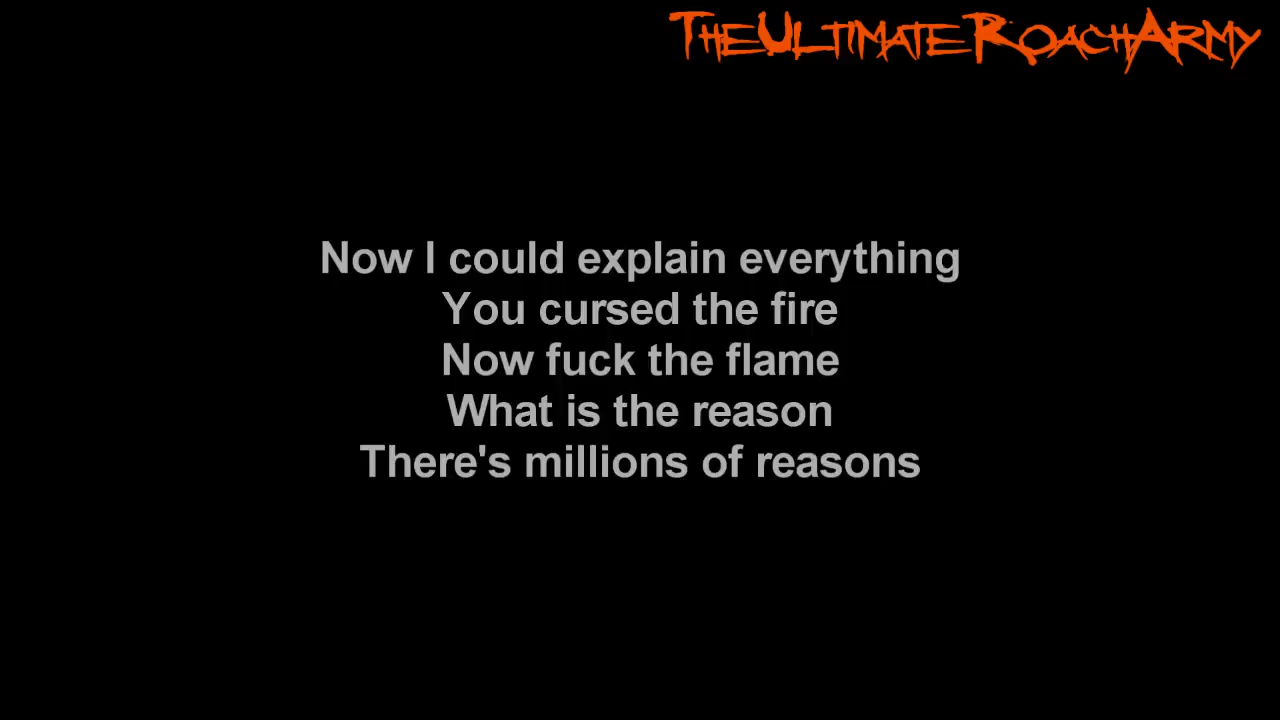 TheUltimateRoachArmy
Now I could explain everything
You cursed the fire
Now fuck the flame
What is the reason
There's millions of reasons